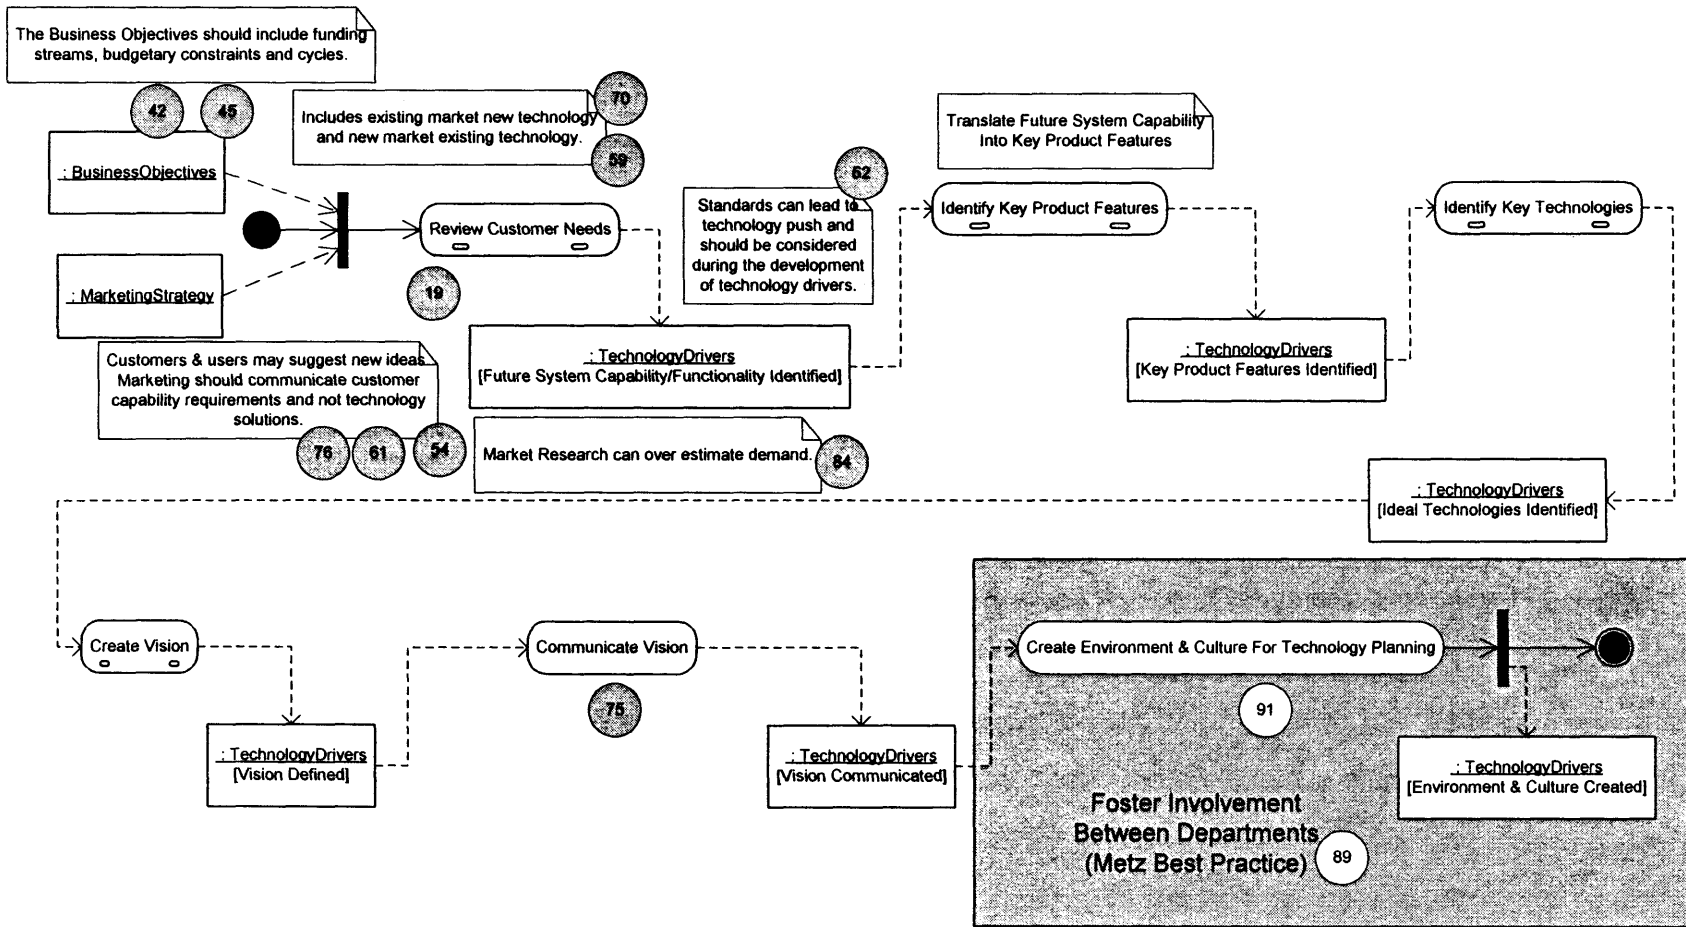 The Business Objectives should include funding
streams, budgetary constraints and cycles.
42
45
: BusinessObjectives
Includes existing market new technology
and new market existing technology.
70
59
: MarketingStrategy
Review Customer Needs
19
Customers & users may suggest new ideas.
Marketing should communicate customer
capability requirements and not technology
solutions.
76
61
54
Standards can lead to
technology push and
should be considered
during the development
of technology drivers.
: TechnologyDrivers
[Future System Capability/Functionality Identified]
Market Research can over estimate demand.
Translate Future System Capability
Into Key Product Features
Identify Key Product Features
: TechnologyDrivers
[Key Product Features Identified]
Identify Key Technologies
: TechnologyDrivers
[Ideal Technologies Identified]
Create Vision
: TechnologyDrivers
[Vision Defined]
Communicate Vision
75
: TechnologyDrivers
[Vision Communicated]
Create Environment & Culture For Technology Planning
91
: TechnologyDrivers
[Environment & Culture Created]
Foster Involvement
Between Departments
(Metz Best Practice)
89